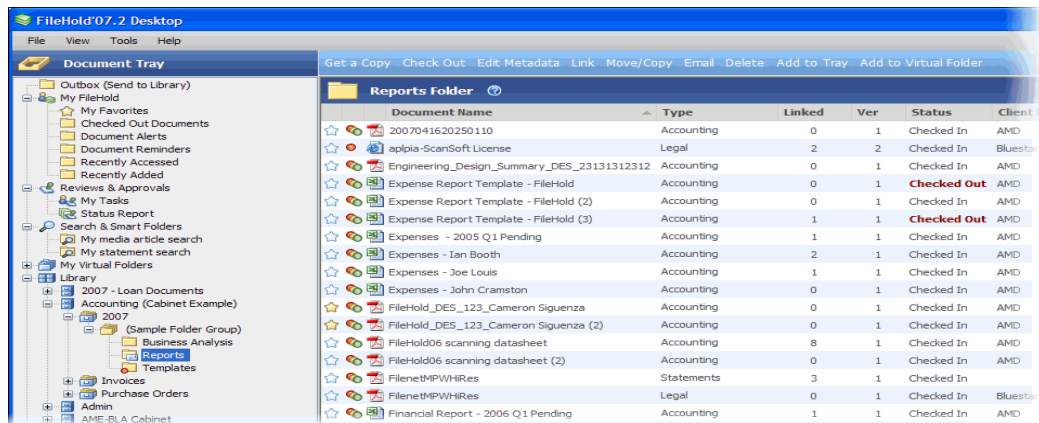 FileHold'07.2 Desktop
File View Tools Help
Document Tray
Get a Copy Check Out Edit Metadata Link Move/Copy Email Delete Add to Tray Add to Virtual Folder
Outbox (Send to Library)
My FileHold
My Favorites
Checked Out Documents
Document Alerts
Document Reminders
Recently Accessed
Recently Added
Reviews & Approvals
My Tasks
Status Report
Search & Smart Folders
My media article search
My statement search
My Virtual Folders
Library
2007 - Loan Documents
Accounting (Cabinet Example)
2007
(Sample Folder Group)
Business Analysis
Reports
Templates
Invoices
Purchase Orders
Admin
AME-BLA Cabinet
Reports Folder
Document Name Type Linked Ver Status Client
2007041620250110 Accounting 0 1 Checked In AMD
aplpia-ScanSoft License Legal 2 2 Checked In Bluestar
Engineering_Design_Summary_DES_23131312312 Accounting 0 1 Checked In AMD
Expense Report Template - FileHold Accounting 0 1 Checked Out AMD
Expense Report Template - FileHold (2) Accounting 0 1 Checked In AMD
Expense Report Template - FileHold (3) Accounting 1 1 Checked Out AMD
Expenses - 2005 Q1 Pending Accounting 1 1 Checked In AMD
Expenses - Ian Booth Accounting 2 1 Checked In AMD
Expenses - Joe Louis Accounting 1 1 Checked In AMD
Expenses - John Cramston Accounting 0 1 Checked In AMD
FileHold_DES_123_Cameron Siguenza Accounting 0 1 Checked In AMD
FileHold_DES_123_Cameron Siguenza (2) Accounting 0 1 Checked In AMD
FileHold06 scanning datasheet Accounting 8 1 Checked In AMD
FileHold06 scanning datasheet (2) Accounting 0 1 Checked In AMD
FilenetMPWHiRes Statements 3 1 Checked In
FilenetMPWHiRes Legal 0 1 Checked In Bluestar
Financial Report - 2006 Q1 Pending Accounting 1 1 Checked In AMD